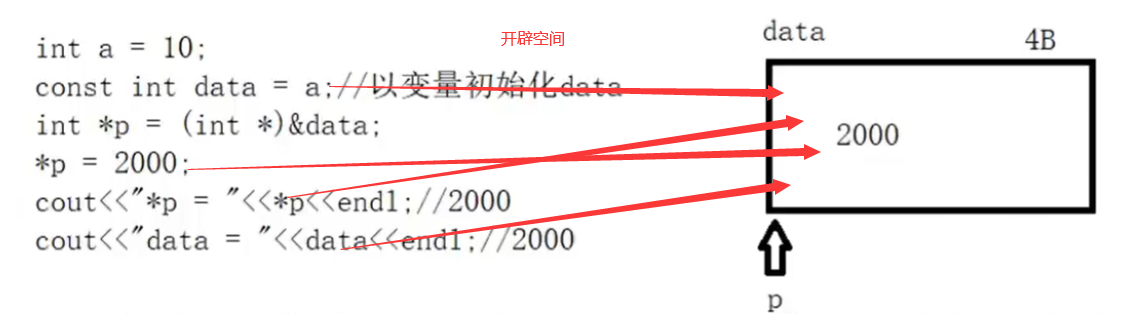 开辟空间
data
4B
int a = 10;
const int data = a;//以变量初始化data
int *p = (int *)&data;
*p = 2000;
cout<<"*p = "<<*p<<endl;//2000
cout<<"data = "<<data<<endl;//2000
2000
p